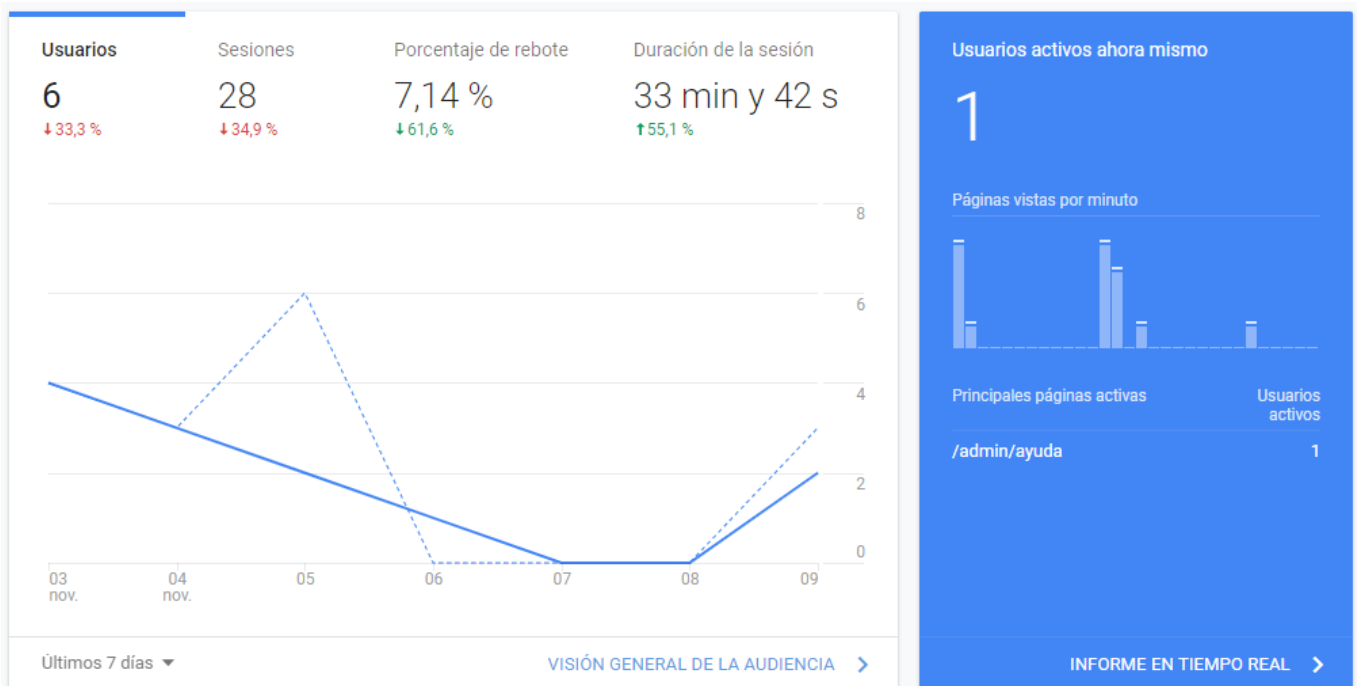 Usuarios
6
↓33,3 %
Sesiones
28
↓34,9 %
Porcentaje de rebote
7,14 %
↓61,6 %
Duración de la sesión
33 min y 42 s
↑55,1 %
8
6
4
2
0
03
nov.
04
nov.
05
06
07
08
09
Últimos 7 días
VISIÓN GENERAL DE LA AUDIENCIA
Usuarios activos ahora mismo
1
Páginas vistas por minuto
Principales páginas activas
Usuarios
activos
/admin/ayuda
1
INFORME EN TIEMPO REAL